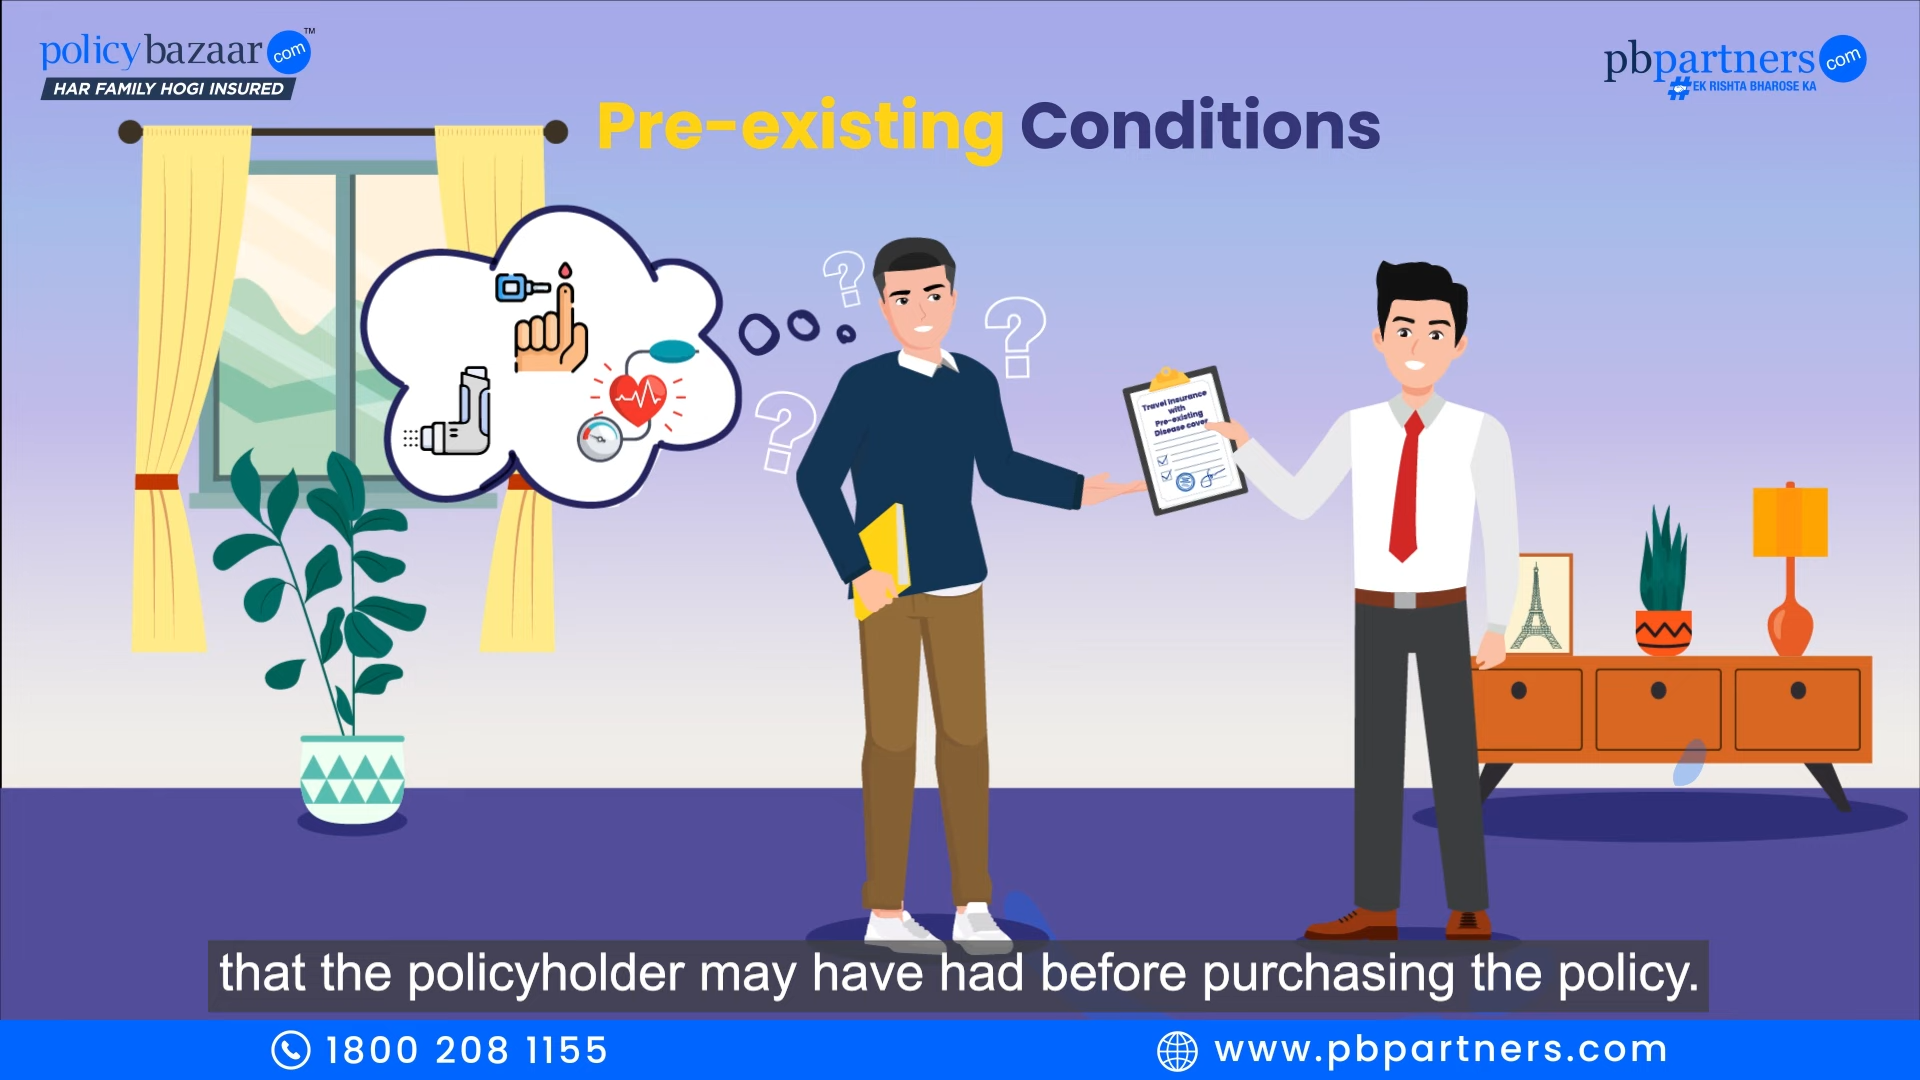 policybazaar.com™
HAR FAMILY HOGI INSURED
pbpartners.com
#EK RISHTA BHAROSE KA
Pre-existing Conditions
? ? ?
Travel Insurance
with
Pre-existing
Disease cover
that the policyholder may have had before purchasing the policy.
1800 208 1155
www.pbpartners.com